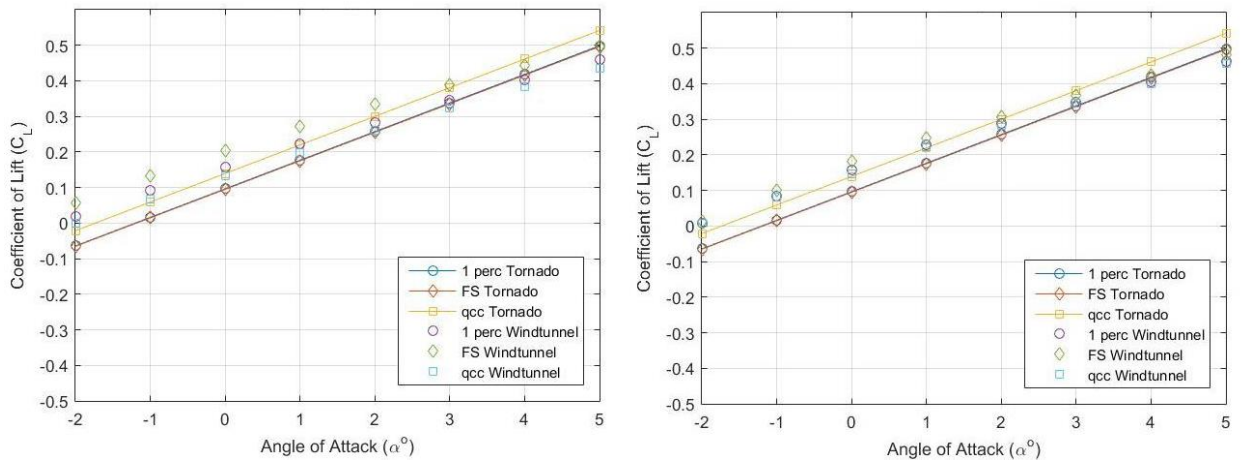 0.5
0.4
0.3
0.2
0.1
0
-0.1
-0.2
-0.3
-0.4
-0.5
Coefficient of Lift (C_L)
1 perc Tornado
FS Tornado
qcc Tornado
1 perc Windtunnel
FS Windtunnel
qcc Windtunnel
-2 -1 0 1 2 3 4 5
Angle of Attack (α°)
0.5
0.4
0.3
0.2
0.1
0
-0.1
-0.2
-0.3
-0.4
-0.5
Coefficient of Lift (C_L)
1 perc Tornado
FS Tornado
qcc Tornado
1 perc Windtunnel
FS Windtunnel
qcc Windtunnel
-2 -1 0 1 2 3 4 5
Angle of Attack (α°)